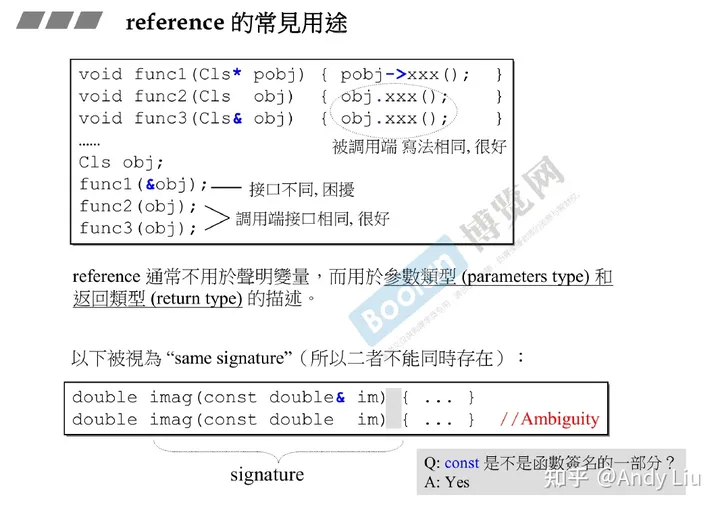 reference 的常見用途
void func1(Cls* pobj) { pobj->xxx(); }
void func2(Cls obj) { obj.xxx(); }
void func3(Cls& obj) { obj.xxx(); }
......
被調用端 寫法相同, 很好
Cls obj;
func1(&obj);
接口不同, 困擾
func2(obj);
調用端接口相同, 很好
func3(obj);
reference 通常不用於聲明變量，而用於參數類型 (parameters type) 和
返回類型 (return type) 的描述。
以下被視為 “same signature”（所以二者不能同時存在）：
double imag(const double& im) { ... }
double imag(const double im) { ... } //Ambiguity
signature
Q: const 是不是函數簽名的一部分？
A: Yes
Boolan 博览网
知乎 @Andy Liu